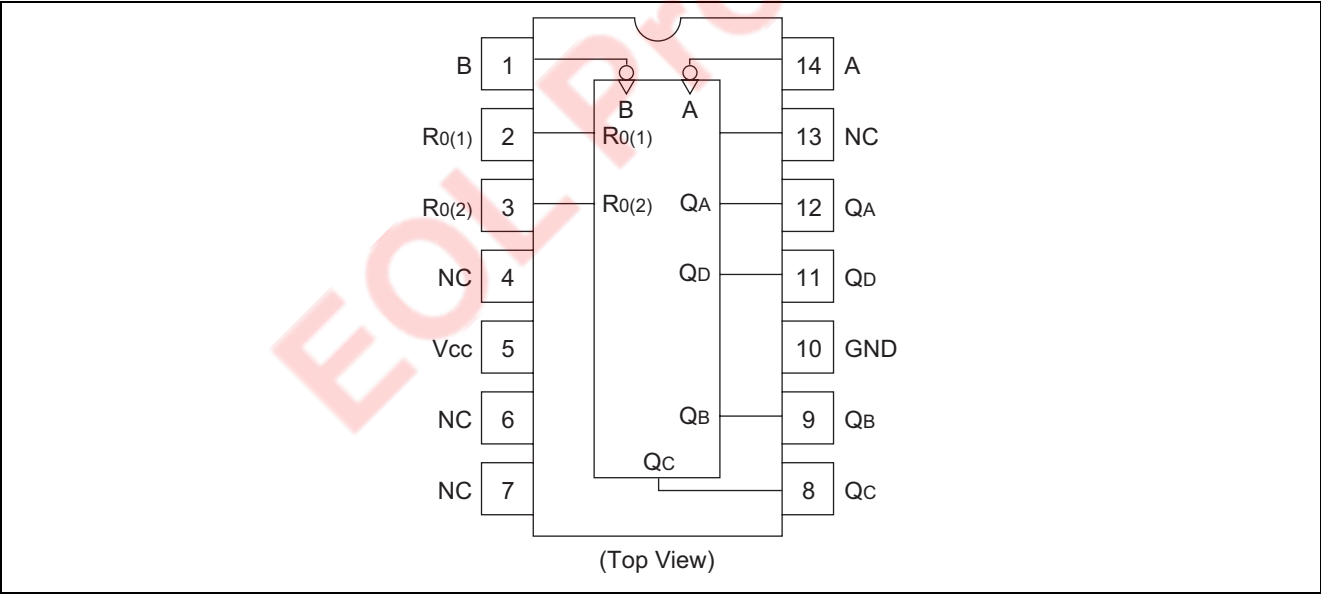 EOL Pro
B 1 14 A
B A
R0(1) 2 R0(1) 13 NC
R0(2) 3 R0(2) QA 12 QA
NC 4 QD 11 QD
Vcc 5 10 GND
NC 6 QB 9 QB
QC
NC 7 8 QC
(Top View)